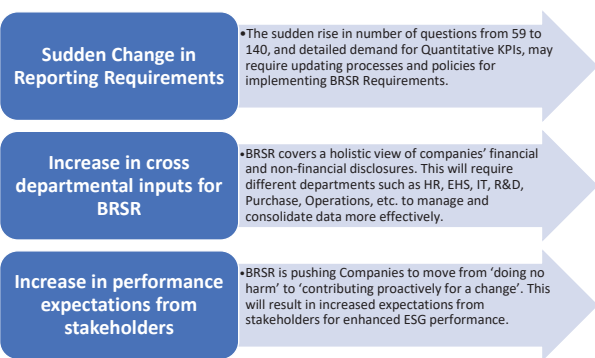 Sudden Change in
Reporting Requirements
•The sudden rise in number of questions from 59 to
140, and detailed demand for Quantitative KPIs, may
require updating processes and policies for
implementing BRSR Requirements.
Increase in cross
departmental inputs for
BRSR
•BRSR covers a holistic view of companies’ financial
and non-financial disclosures. This will require
different departments such as HR, EHS, IT, R&D,
Purchase, Operations, etc. to manage and
consolidate data more effectively.
Increase in performance
expectations from
stakeholders
•BRSR is pushing Companies to move from ‘doing no
harm’ to ‘contributing proactively for a change’. This
will result in increased expectations from
stakeholders for enhanced ESG performance.